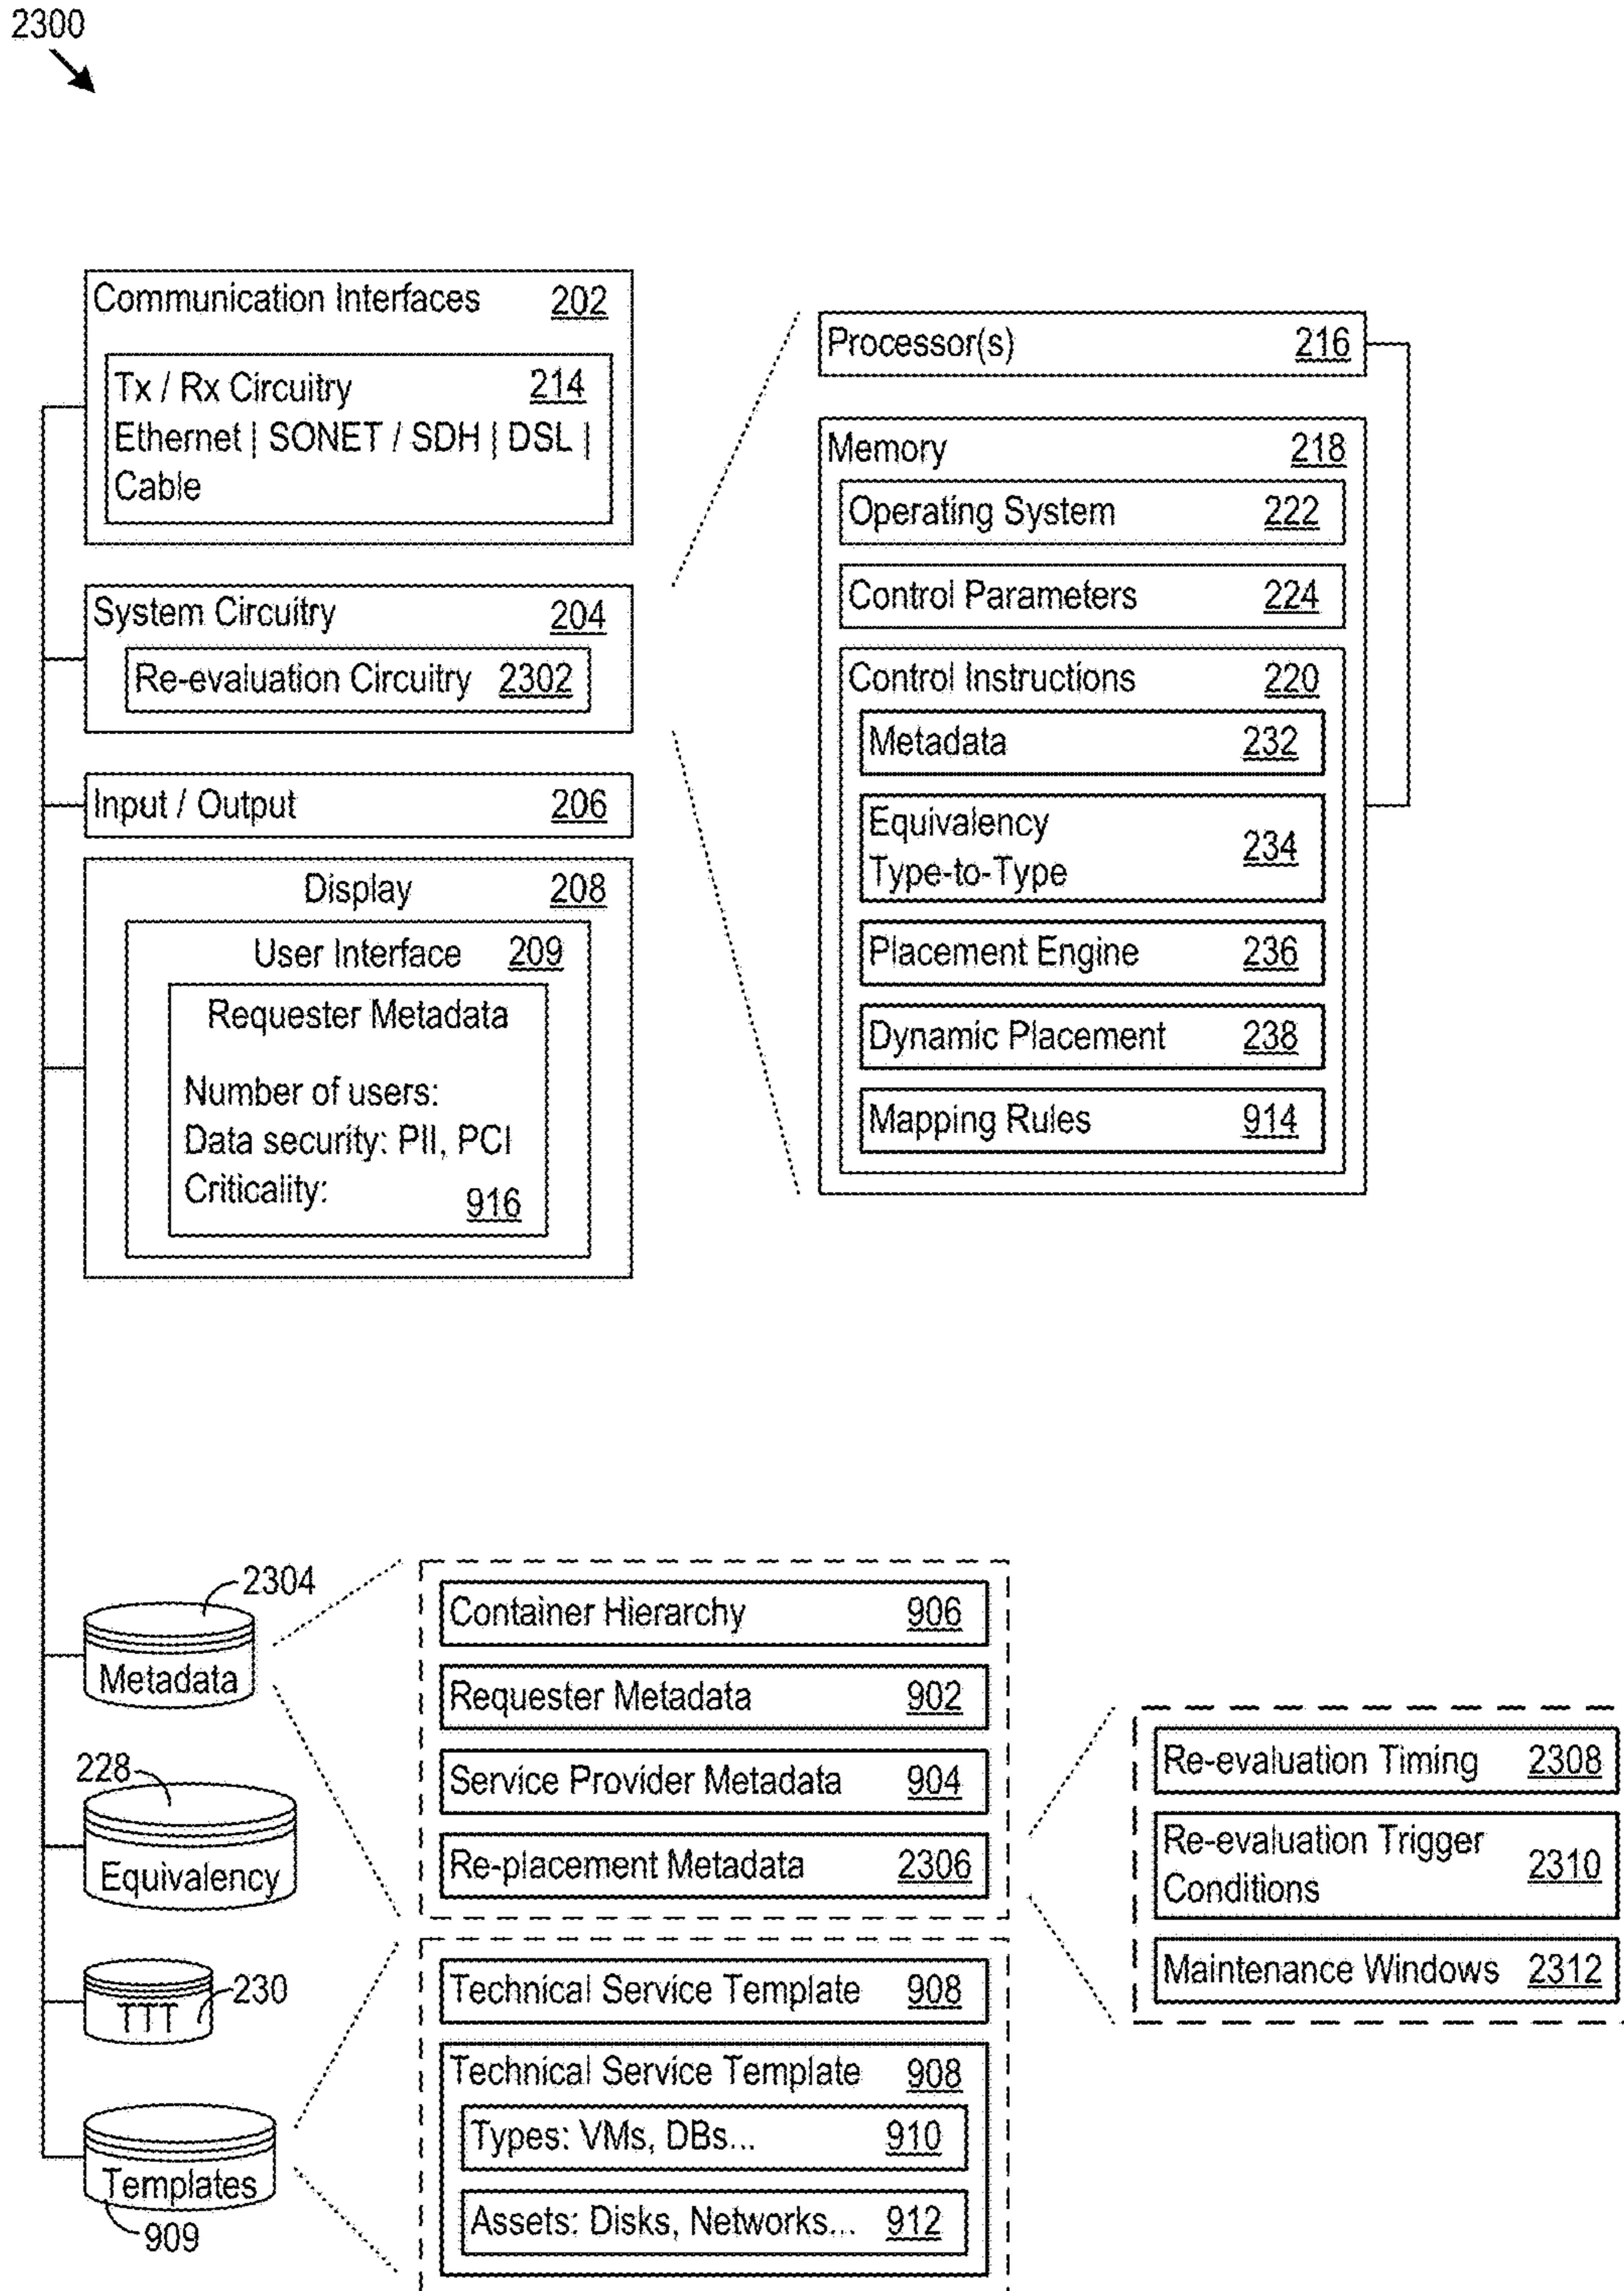 2300
Communication Interfaces 202
Tx / Rx Circuitry 214
Ethernet | SONET / SDH | DSL |
Cable
System Circuitry 204
Re-evaluation Circuitry 2302
Input / Output 206
Display 208
User Interface 209
Requester Metadata
Number of users:
Data security: PII, PCI
Criticality: 916
Processor(s) 216
Memory 218
Operating System 222
Control Parameters 224
Control Instructions 220
Metadata 232
Equivalency
Type-to-Type 234
Placement Engine 236
Dynamic Placement 238
Mapping Rules 914
2304
Metadata
228
Equivalency
TTT 230
Templates
909
Container Hierarchy 906
Requester Metadata 902
Service Provider Metadata 904
Re-placement Metadata 2306
Technical Service Template 908
Technical Service Template 908
Types: VMs, DBs... 910
Assets: Disks, Networks... 912
Re-evaluation Timing 2308
Re-evaluation Trigger
Conditions 2310
Maintenance Windows 2312